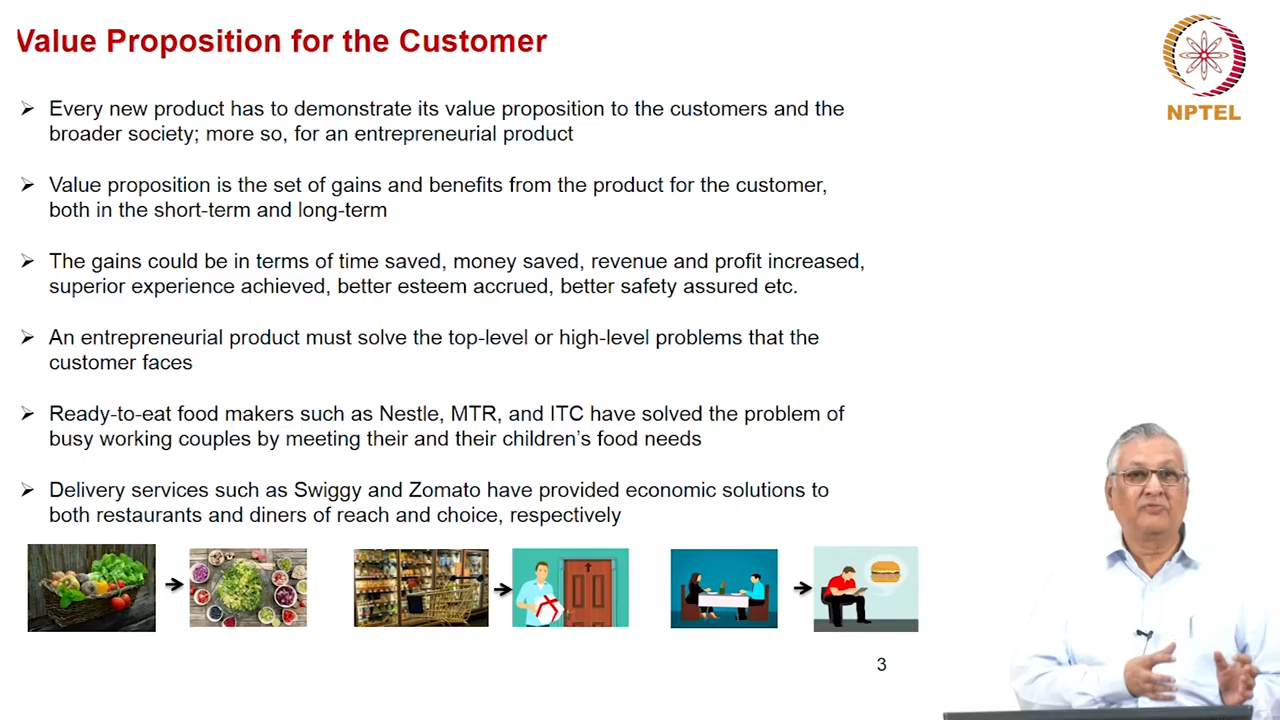 Value Proposition for the Customer
NPTEL
➢ Every new product has to demonstrate its value proposition to the customers and the
broader society; more so, for an entrepreneurial product
➢ Value proposition is the set of gains and benefits from the product for the customer,
both in the short-term and long-term
➢ The gains could be in terms of time saved, money saved, revenue and profit increased,
superior experience achieved, better esteem accrued, better safety assured etc.
➢ An entrepreneurial product must solve the top-level or high-level problems that the
customer faces
➢ Ready-to-eat food makers such as Nestle, MTR, and ITC have solved the problem of
busy working couples by meeting their and their children’s food needs
➢ Delivery services such as Swiggy and Zomato have provided economic solutions to
both restaurants and diners of reach and choice, respectively
3